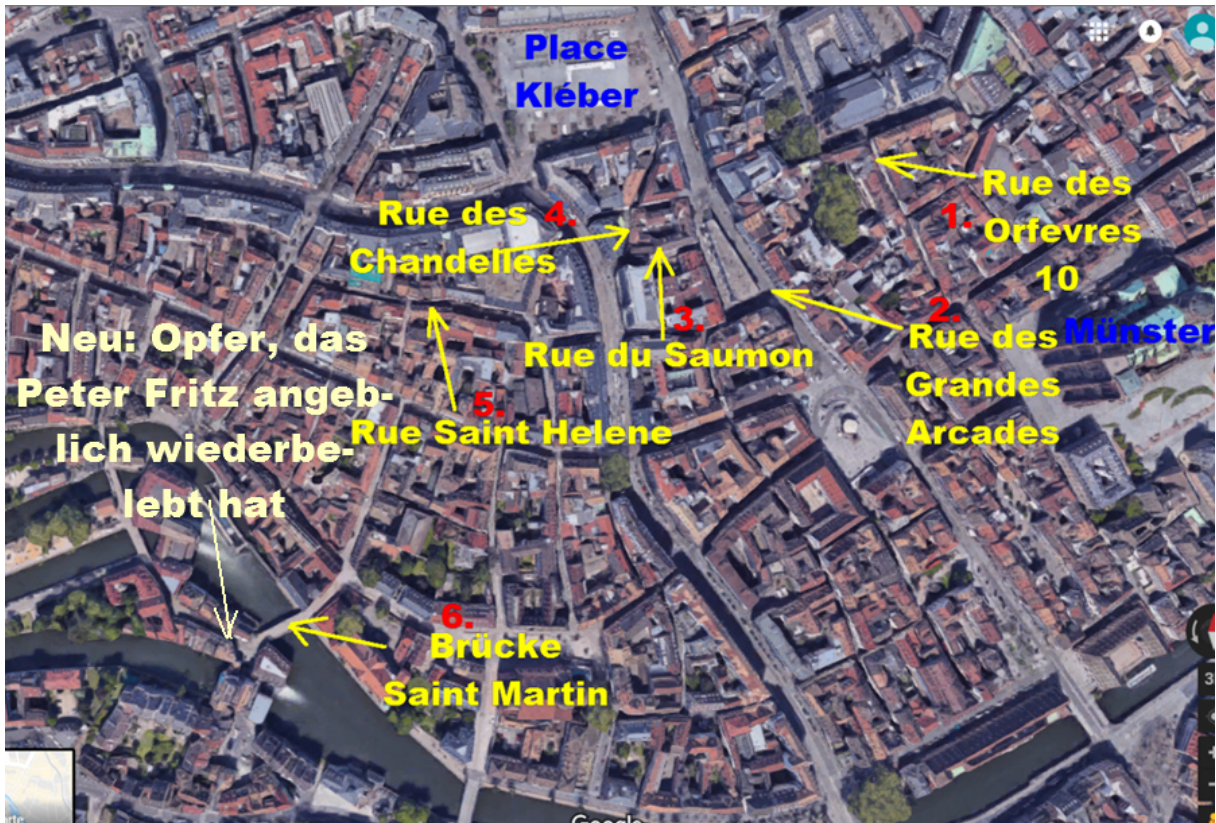 Place
Kléber
Rue des
1. Orfevres
10
Rue des 4.
Chandelles
2.
Rue des
Grandes
Arcades
Münster
3.
Rue du Saumon
Neu: Opfer, das
Peter Fritz angeb-
lich wiederbe-
lebt hat
5.
Rue Saint Helene
6.
Brücke
Saint Martin
Google